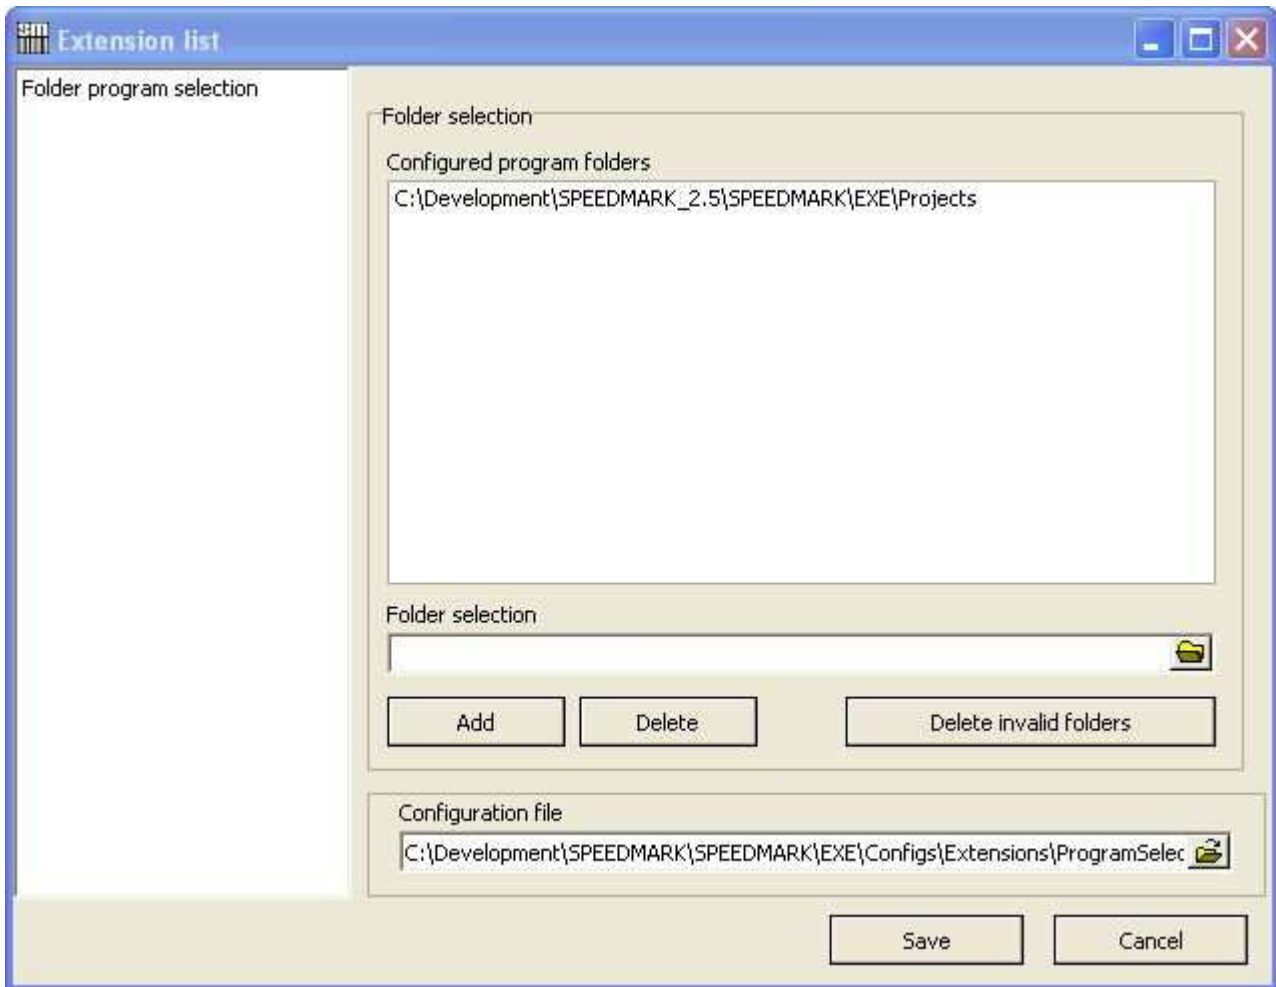 sm Extension list
Folder program selection
Folder selection
Configured program folders
C:\Development\SPEEDMARK_2.5\SPEEDMARK\EXE\Projects
Folder selection
Add Delete Delete invalid folders
Configuration file
C:\Development\SPEEDMARK\SPEEDMARK\EXE\Configs\Extensions\ProgramSelec
Save Cancel